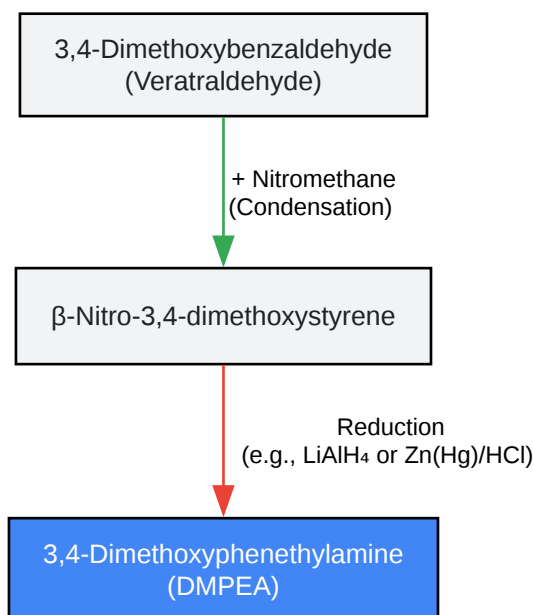 3,4-Dimethoxybenzaldehyde
(Veratraldehyde)
+ Nitromethane
(Condensation)
β-Nitro-3,4-dimethoxystyrene
Reduction
(e.g., LiAlH₄ or Zn(Hg)/HCl)
3,4-Dimethoxyphenethylamine
(DMPEA)